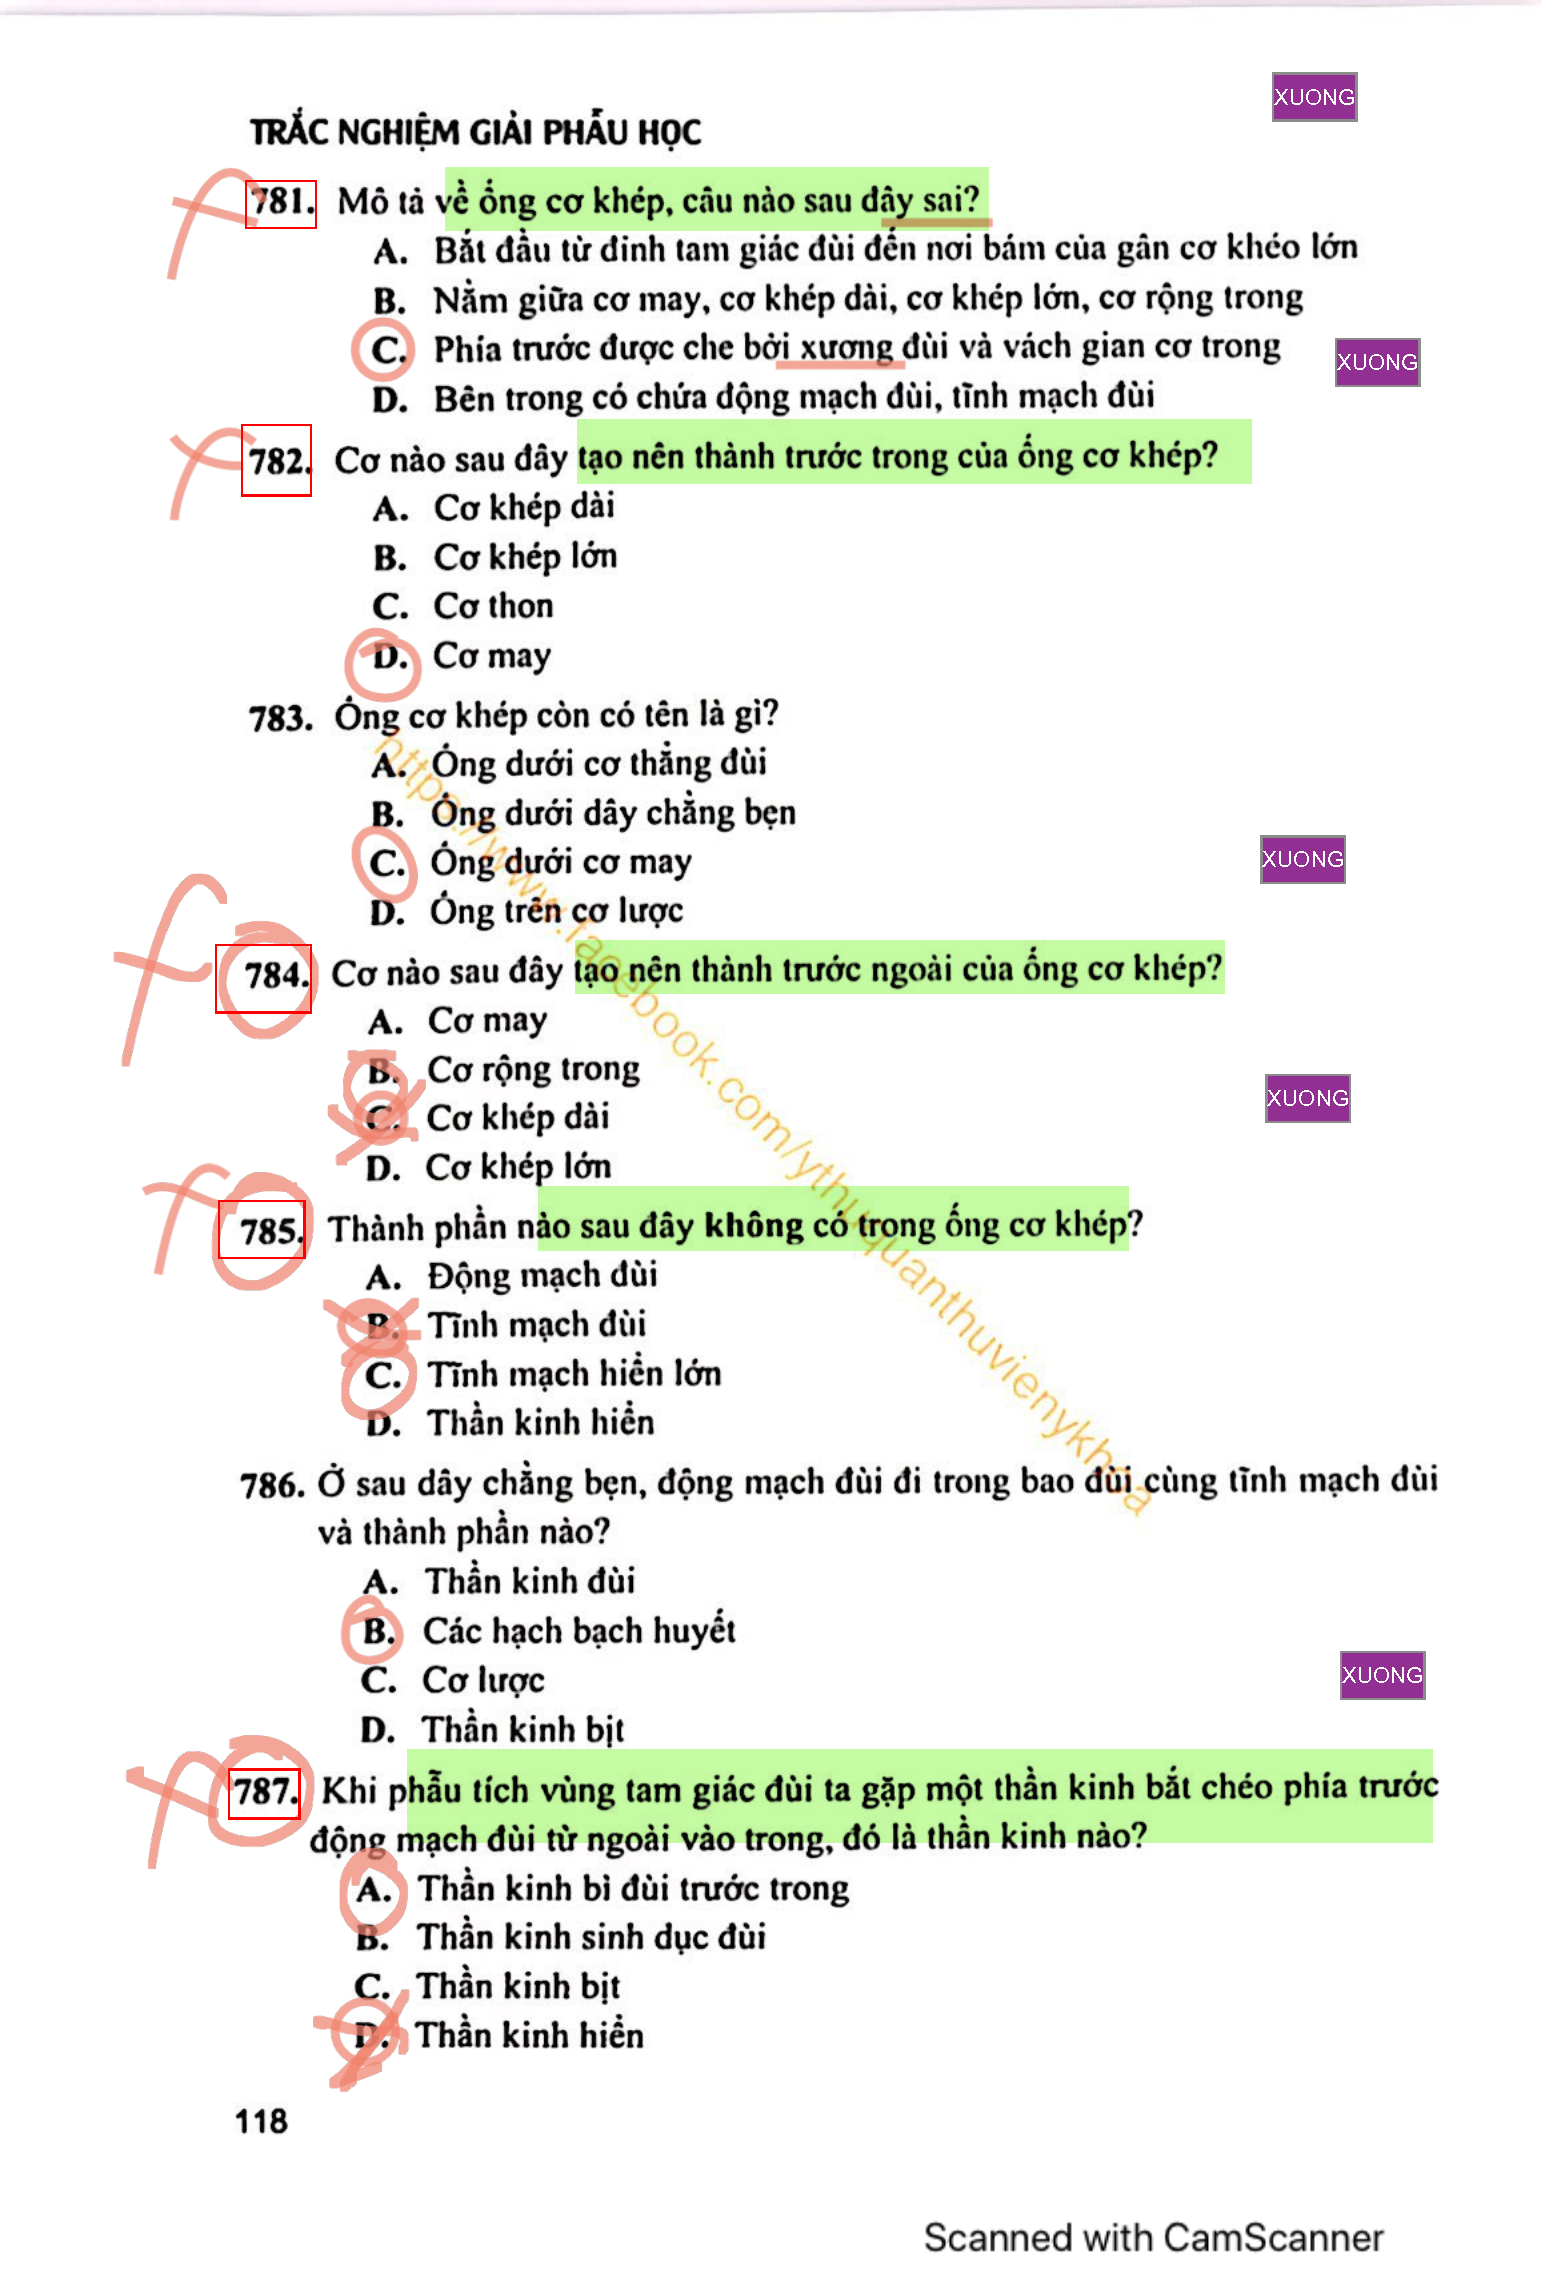 XUONG
TRẮC NGHIỆM GIẢI PHẪU HỌC
781. Mô tả về ống cơ khép, câu nào sau đây sai?
A. Bắt đầu từ đỉnh tam giác đùi đến nơi bám của gân cơ khéo lớn
B. Nằm giữa cơ may, cơ khép dài, cơ khép lớn, cơ rộng trong
C. Phía trước được che bởi xương đùi và vách gian cơ trong
XUONG
D. Bên trong có chứa động mạch đùi, tĩnh mạch đùi
782. Cơ nào sau đây tạo nên thành trước trong của ống cơ khép?
A. Cơ khép dài
B. Cơ khép lớn
C. Cơ thon
D. Cơ may
783. Ống cơ khép còn có tên là gì?
A. Ống dưới cơ thẳng đùi
B. Ống dưới dây chằng bẹn
C. Ống dưới cơ may
XUONG
D. Ống trên cơ lược
784. Cơ nào sau đây tạo nên thành trước ngoài của ống cơ khép?
A. Cơ may
B. Cơ rộng trong
XUONG
C. Cơ khép dài
D. Cơ khép lớn
785. Thành phần nào sau đây không có trong ống cơ khép?
A. Động mạch đùi
B. Tĩnh mạch đùi
C. Tĩnh mạch hiển lớn
D. Thần kinh hiển
786. Ở sau dây chằng bẹn, động mạch đùi đi trong bao đùi cùng tĩnh mạch đùi
và thành phần nào?
A. Thần kinh đùi
B. Các hạch bạch huyết
C. Cơ lược
XUONG
D. Thần kinh bịt
787. Khi phẫu tích vùng tam giác đùi ta gặp một thần kinh bắt chéo phía trước
động mạch đùi từ ngoài vào trong, đó là thần kinh nào?
A. Thần kinh bì đùi trước trong
B. Thần kinh sinh dục đùi
C. Thần kinh bịt
D. Thần kinh hiển
118
https://www.facebook.com/ythuquanthuvienykhoa
Scanned with CamScanner